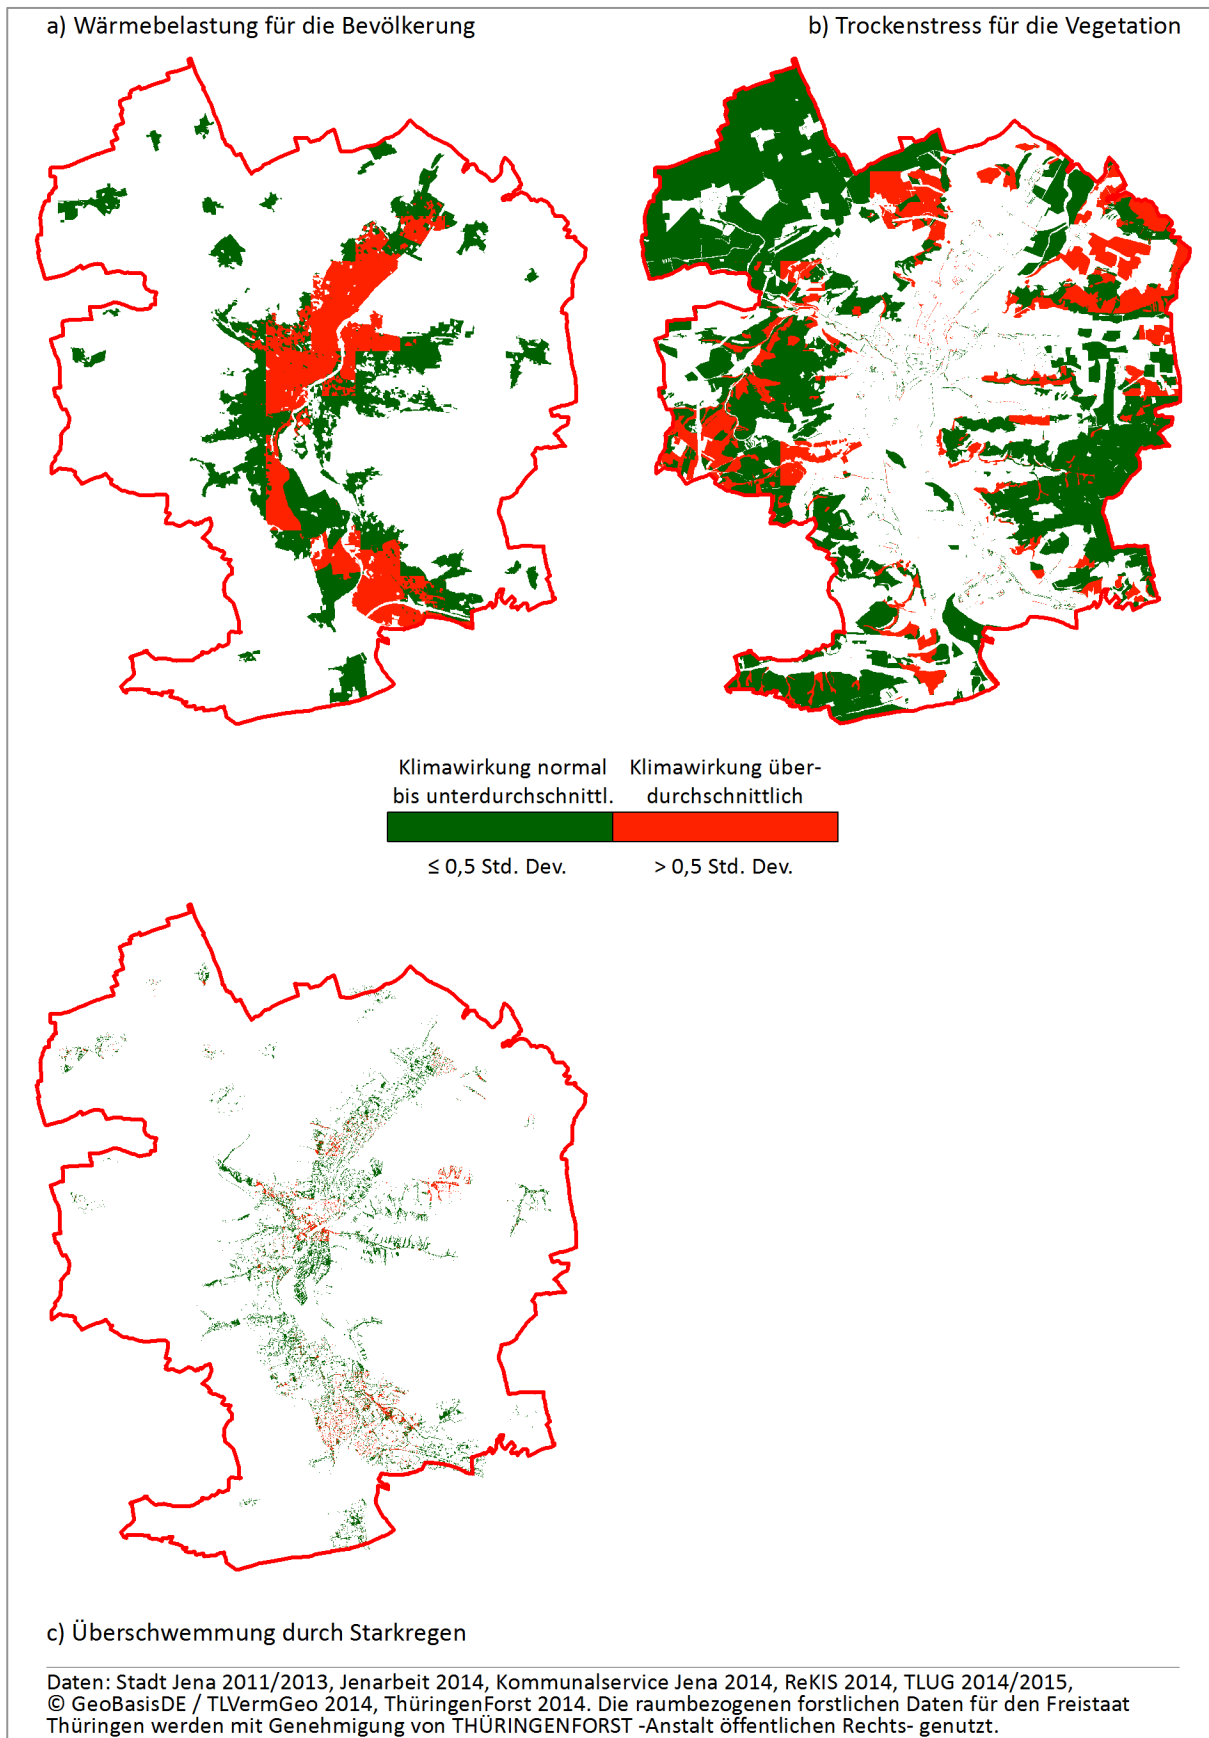 a) Wärmebelastung für die Bevölkerung
b) Trockenstress für die Vegetation
Klimawirkung normal
bis unterdurchschnittl.
Klimawirkung über-
durchschnittlich
≤ 0,5 Std. Dev.
> 0,5 Std. Dev.
c) Überschwemmung durch Starkregen
Daten: Stadt Jena 2011/2013, Jenarbeit 2014, Kommunalservice Jena 2014, ReKIS 2014, TLUG 2014/2015,
© GeoBasisDE / TLVermGeo 2014, ThüringenForst 2014. Die raumbezogenen forstlichen Daten für den Freistaat
Thüringen werden mit Genehmigung von THÜRINGENFORST -Anstalt öffentlichen Rechts- genutzt.